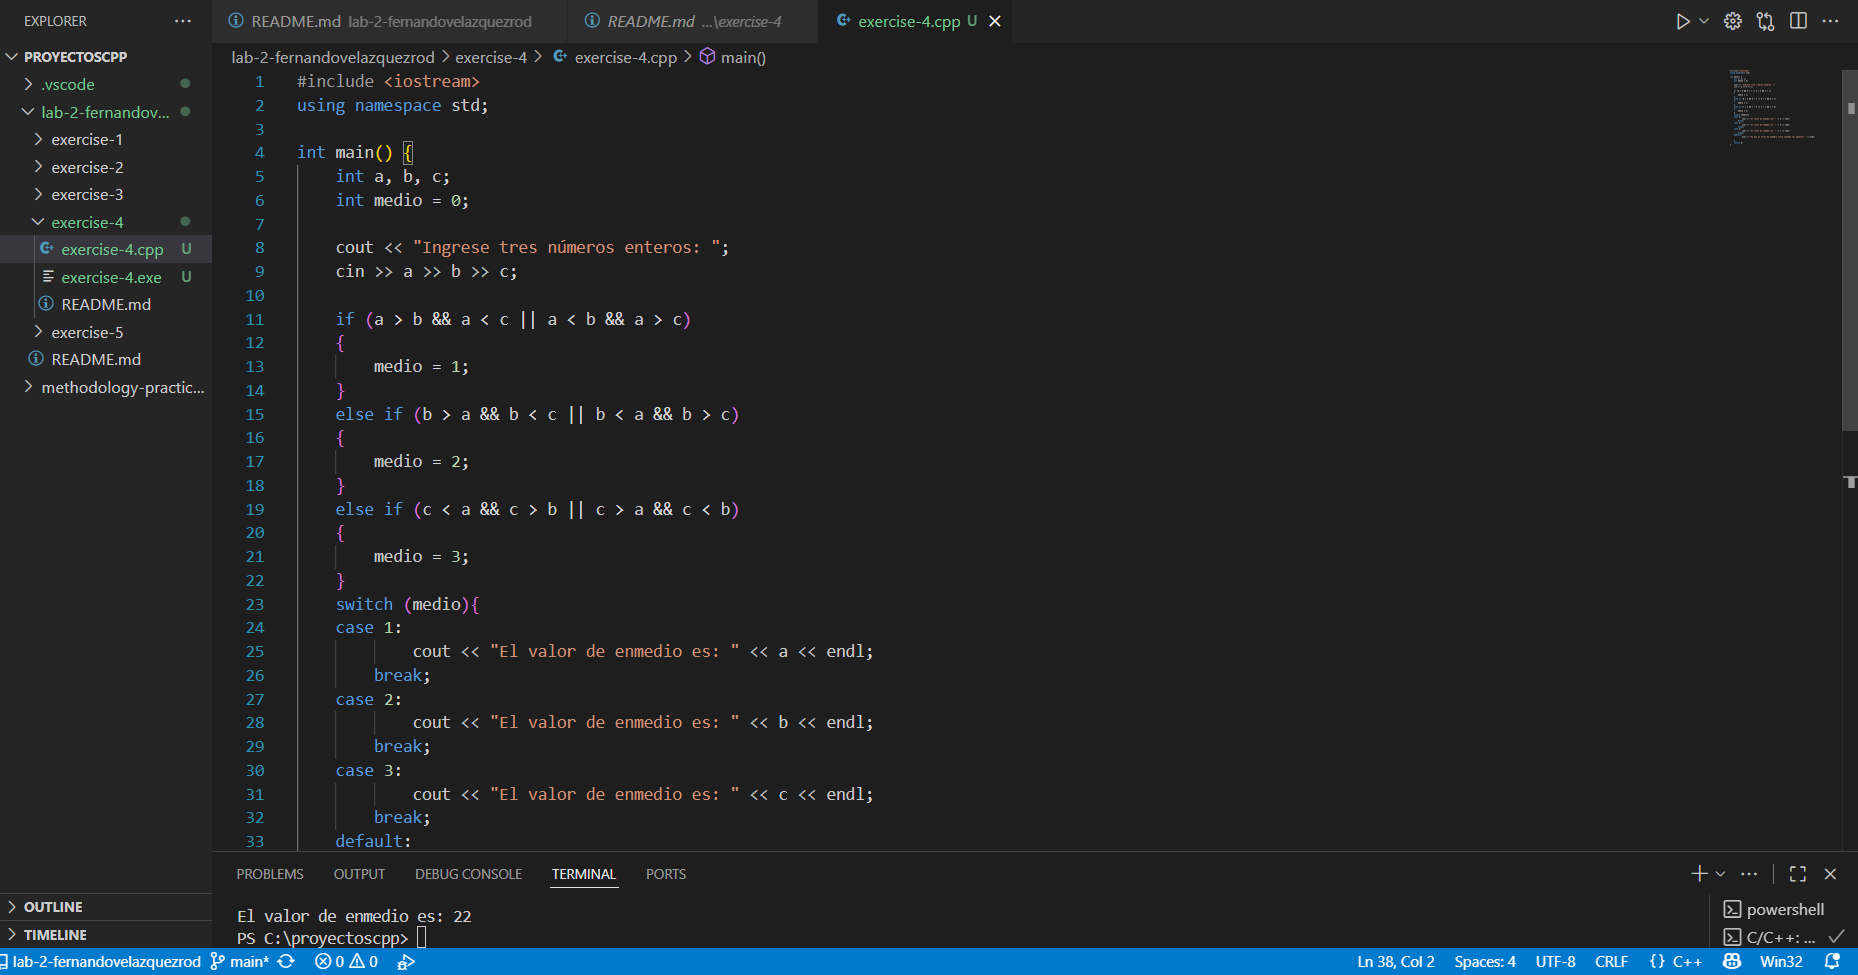 EXPLORER ···
PROYECTOSCPP
.vscode
lab-2-fernandov...
exercise-1
exercise-2
exercise-3
exercise-4
exercise-4.cpp U
exercise-4.exe U
README.md
exercise-5
README.md
methodology-practic...
OUTLINE
TIMELINE
README.md lab-2-fernandovelazquezrod
README.md ...\exercise-4
exercise-4.cpp U
lab-2-fernandovelazquezrod > exercise-4 > exercise-4.cpp > main()
1 #include <iostream>
2 using namespace std;
3
4 int main() {
5 int a, b, c;
6 int medio = 0;
7
8 cout << "Ingrese tres números enteros: ";
9 cin >> a >> b >> c;
10
11 if (a > b && a < c || a < b && a > c)
12 {
13 medio = 1;
14 }
15 else if (b > a && b < c || b < a && b > c)
16 {
17 medio = 2;
18 }
19 else if (c < a && c > b || c > a && c < b)
20 {
21 medio = 3;
22 }
23 switch (medio){
24 case 1:
25 cout << "El valor de enmedio es: " << a << endl;
26 break;
27 case 2:
28 cout << "El valor de enmedio es: " << b << endl;
29 break;
30 case 3:
31 cout << "El valor de enmedio es: " << c << endl;
32 break;
33 default:
PROBLEMS OUTPUT DEBUG CONSOLE TERMINAL PORTS
El valor de enmedio es: 22
PS C:\proyectoscpp>
powershell
C/C++: ...
lab-2-fernandovelazquezrod main* 0 0
Ln 38, Col 2 Spaces: 4 UTF-8 CRLF {} C++ Win32